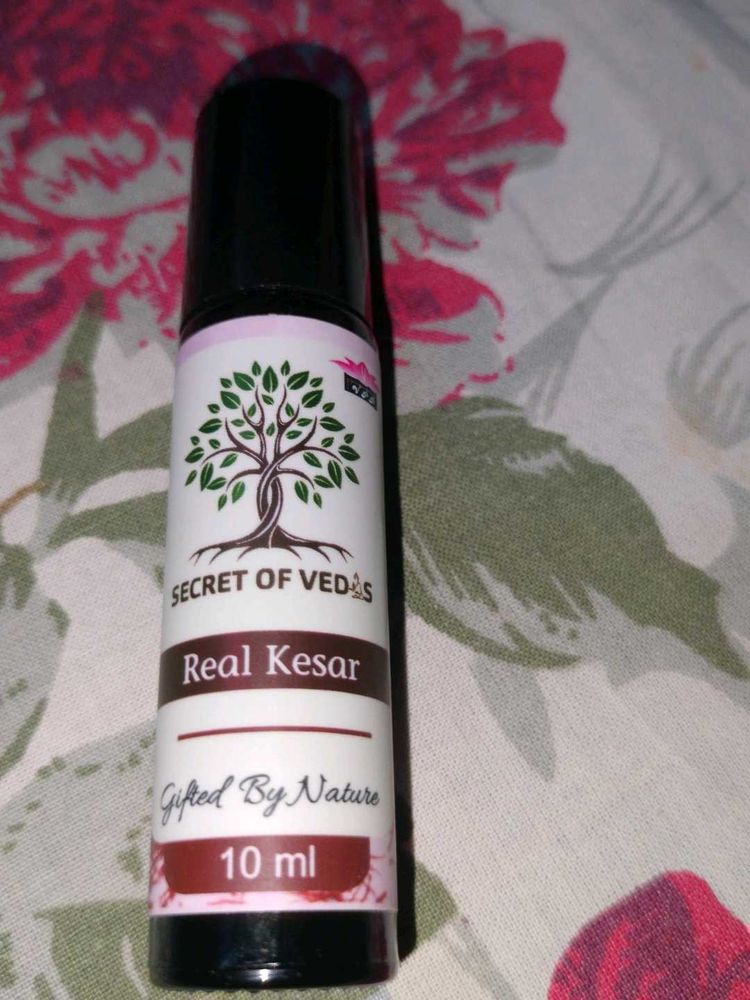 SECRET OF VEDAS
Real Kesar
Gifted By Nature
10 ml